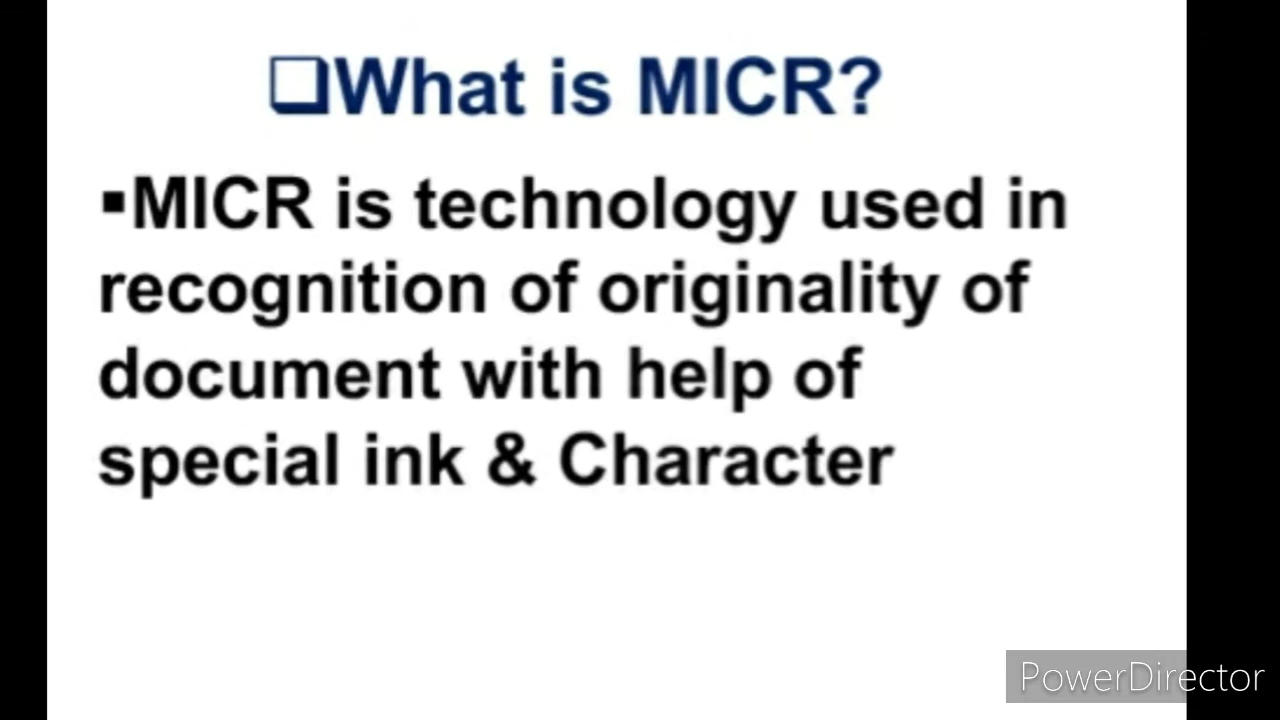 ❑What is MICR?
▪MICR is technology used in
recognition of originality of
document with help of
special ink & Character
PowerDirector